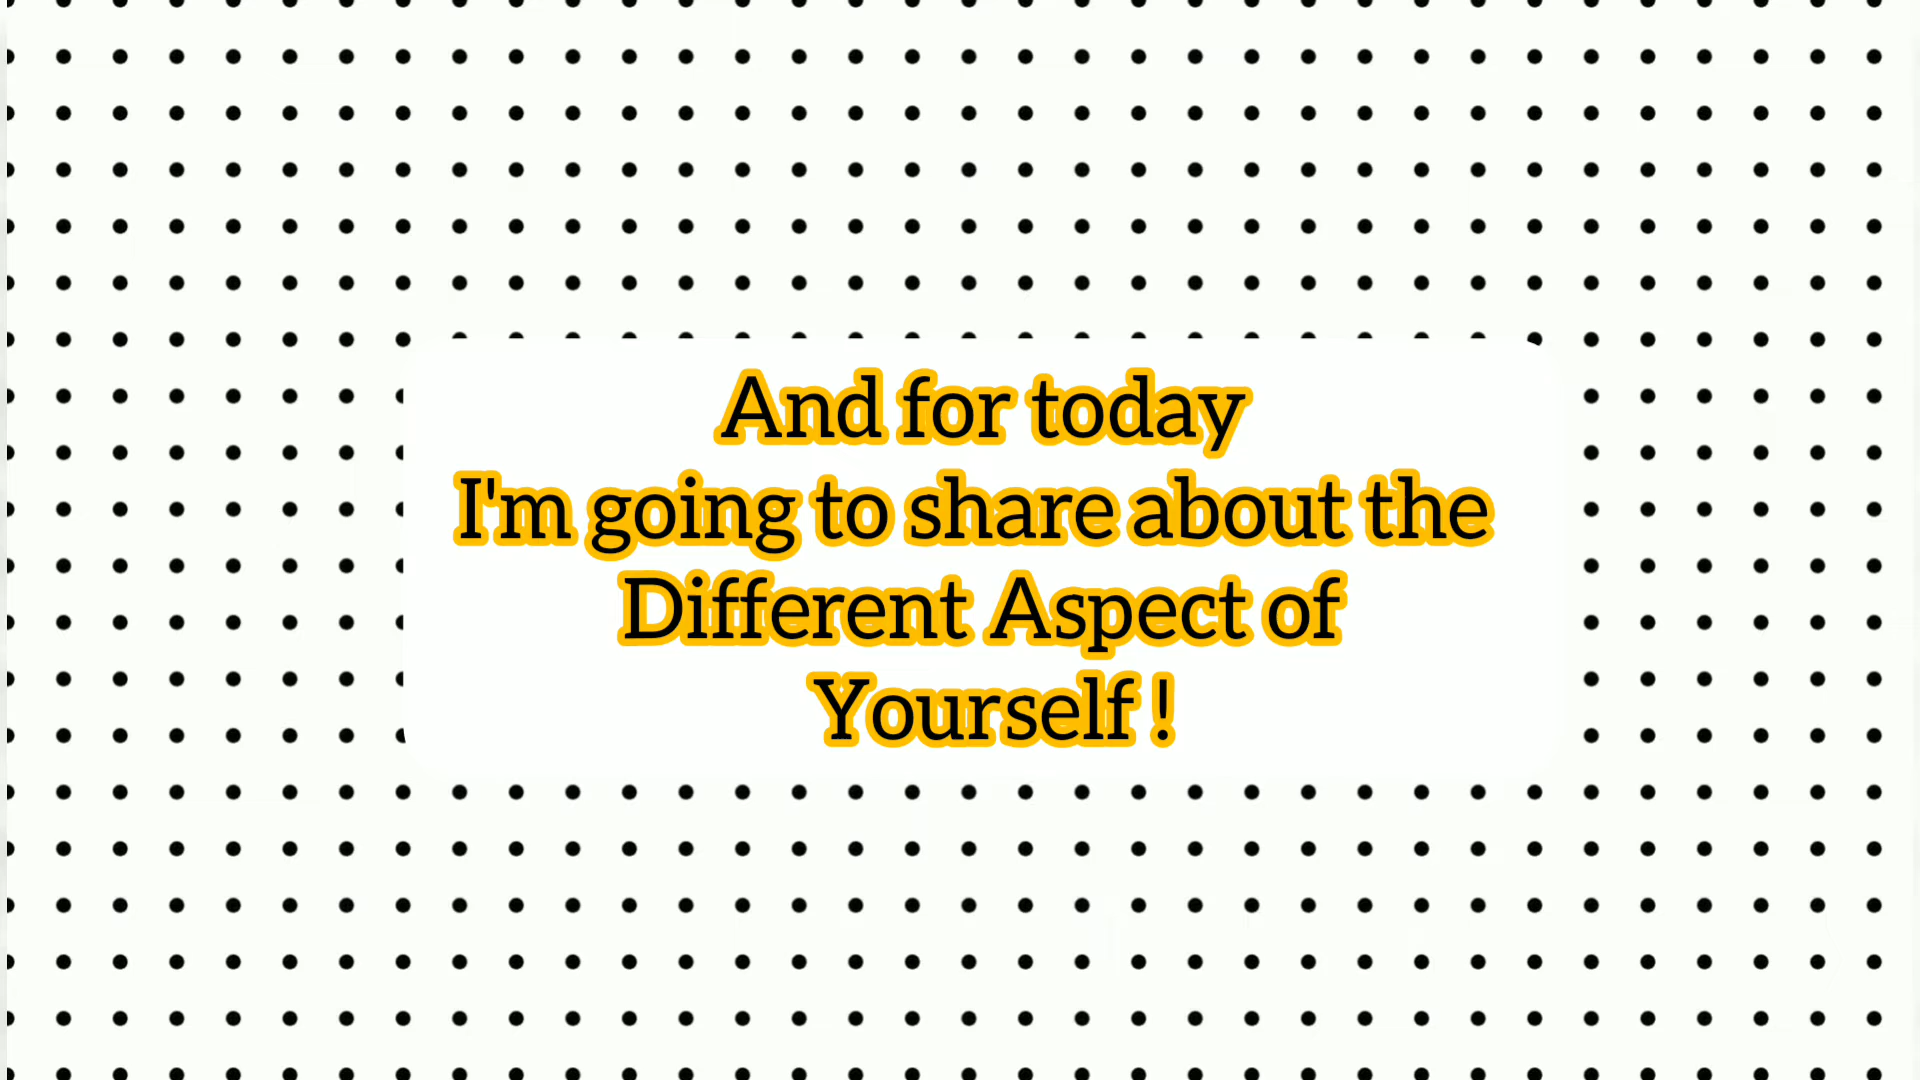 And for today
I'm going to share about the
Different Aspect of
Yourself !